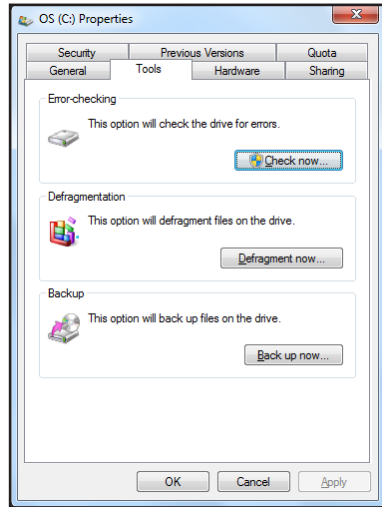 OS (C:) Properties
Security Previous Versions Quota
General Tools Hardware Sharing
Error-checking
This option will check the drive for errors.
Check now...
Defragmentation
This option will defragment files on the drive.
Defragment now...
Backup
This option will back up files on the drive.
Back up now...
OK Cancel Apply